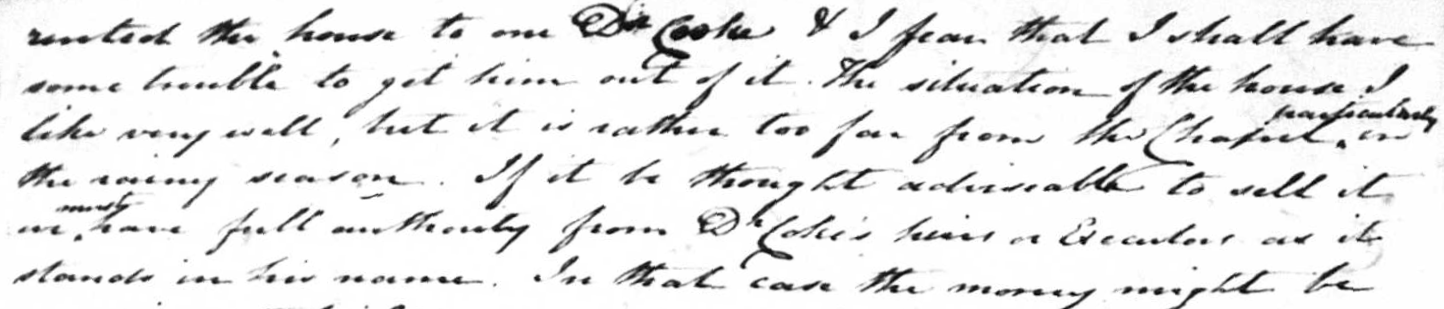 rented the house to one Dr Cooke & I fear that I shall have
some trouble to get him out of it. The situation of the house I
like very well, but it is rather too far from the Chapel, particularly in
the rainy season. If it be thought adviseable to sell it
we must have full authority from Dr Coke's heirs or Executors as it
stands in his name. In that case the money might be